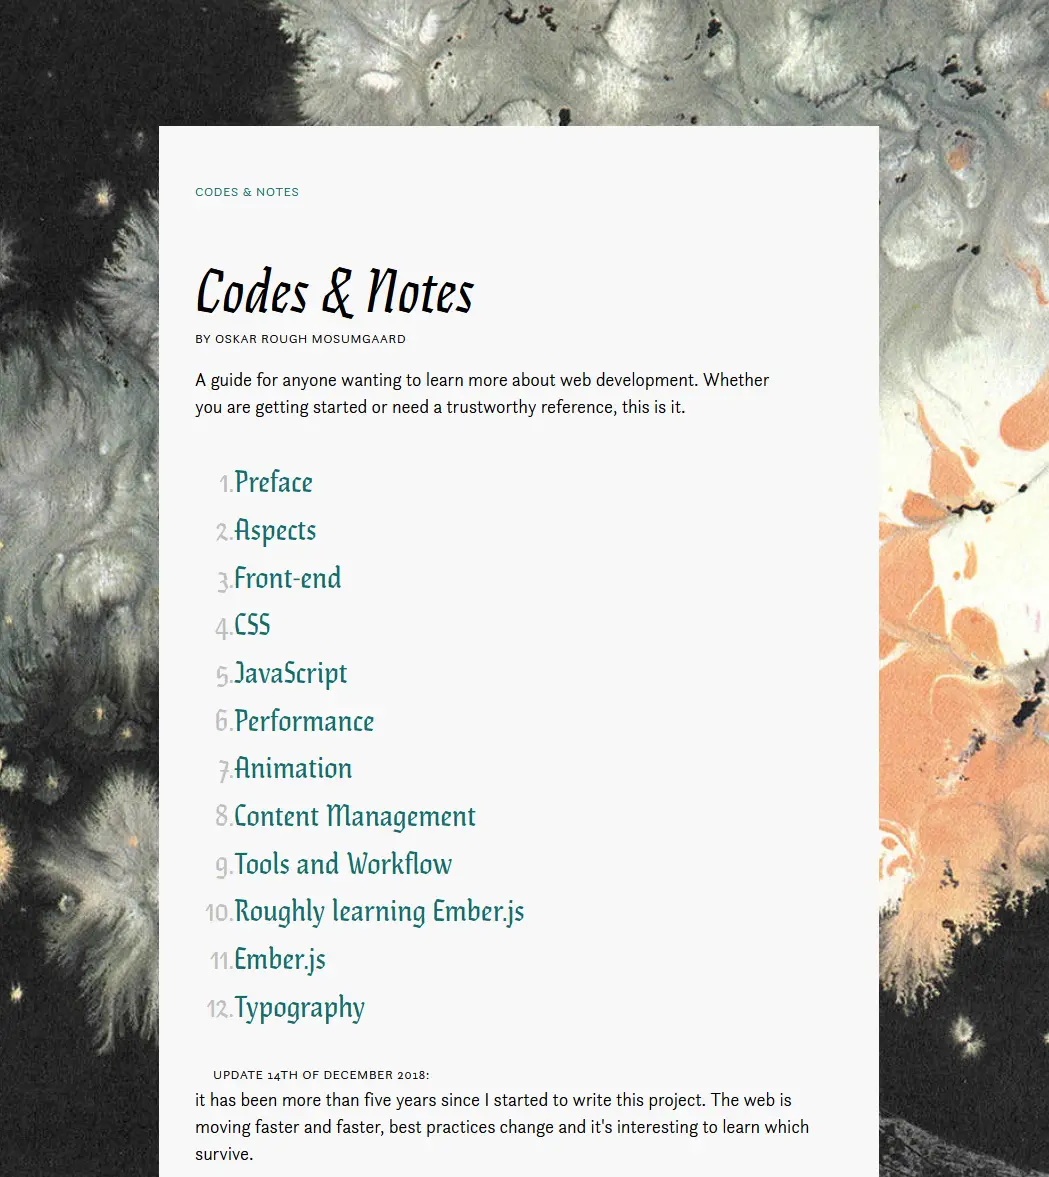 CODES & NOTES
Codes & Notes
BY OSKAR ROUGH MOSUMGAARD
A guide for anyone wanting to learn more about web development. Whether
you are getting started or need a trustworthy reference, this is it.
1. Preface
2. Aspects
3. Front-end
4. CSS
5. JavaScript
6. Performance
7. Animation
8. Content Management
9. Tools and Workflow
10. Roughly learning Ember.js
11. Ember.js
12. Typography
UPDATE 14TH OF DECEMBER 2018:
it has been more than five years since I started to write this project. The web is
moving faster and faster, best practices change and it's interesting to learn which
survive.